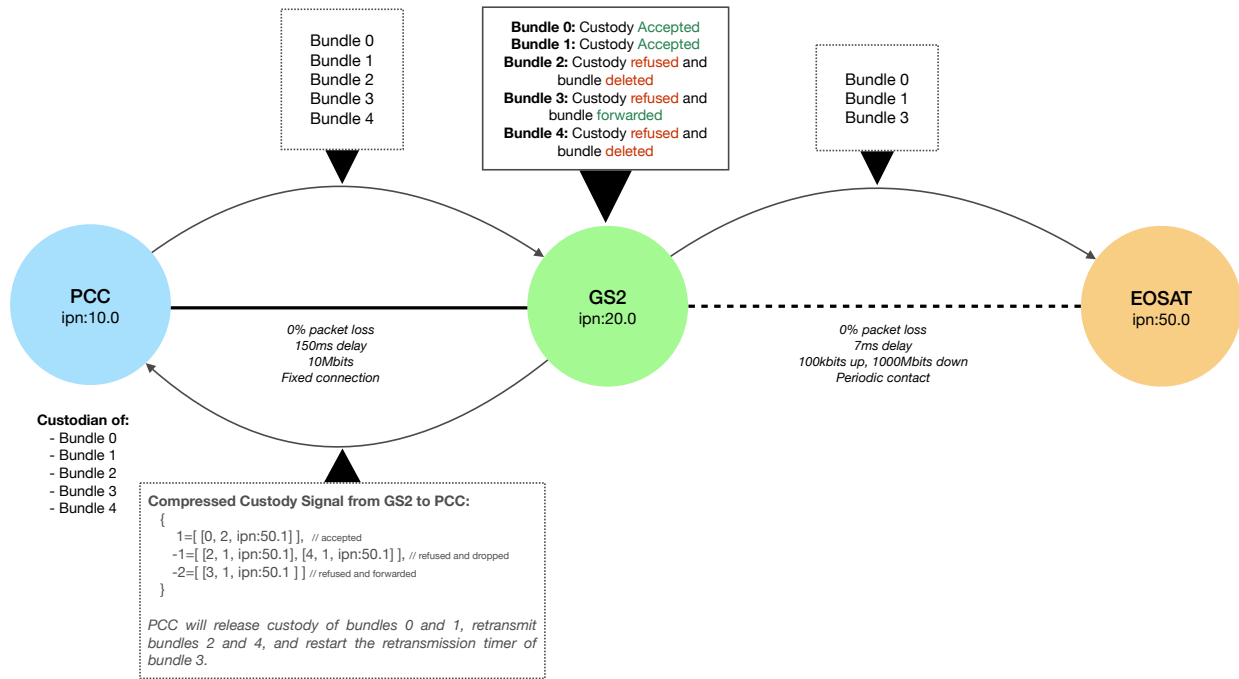 Bundle 0
Bundle 1
Bundle 2
Bundle 3
Bundle 4
Bundle 0: Custody Accepted
Bundle 1: Custody Accepted
Bundle 2: Custody refused and
bundle deleted
Bundle 3: Custody refused and
bundle forwarded
Bundle 4: Custody refused and
bundle deleted
Bundle 0
Bundle 1
Bundle 3
PCC
ipn:10.0
GS2
ipn:20.0
EOSAT
ipn:50.0
0% packet loss
150ms delay
10Mbits
Fixed connection
0% packet loss
7ms delay
100kbits up, 1000Mbits down
Periodic contact
Custodian of:
- Bundle 0
- Bundle 1
- Bundle 2
- Bundle 3
- Bundle 4
Compressed Custody Signal from GS2 to PCC:
{
1=[ [0, 2, ipn:50.1] ], // accepted
-1=[ [2, 1, ipn:50.1], [4, 1, ipn:50.1] ], // refused and dropped
-2=[ [3, 1, ipn:50.1 ] ] // refused and forwarded
}
PCC will release custody of bundles 0 and 1, retransmit
bundles 2 and 4, and restart the retransmission timer of
bundle 3.